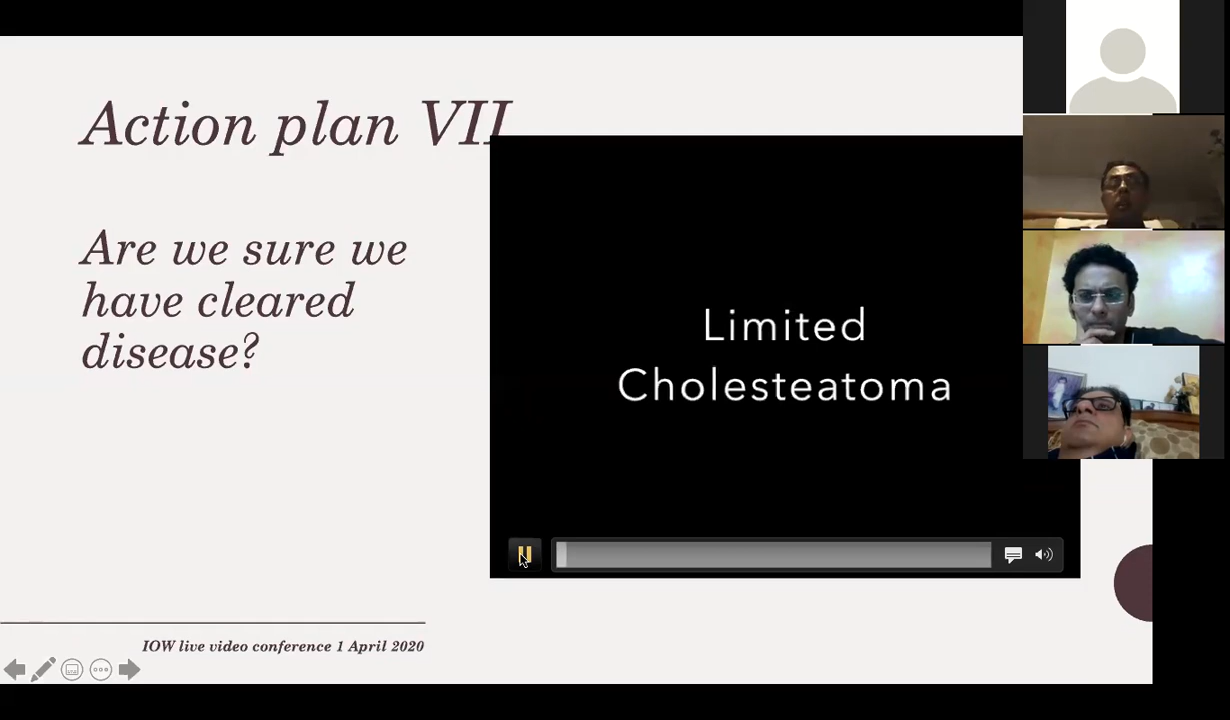 Action plan VII
Are we sure we
have cleared
disease?
Limited
Cholesteatoma
IOW live video conference 1 April 2020